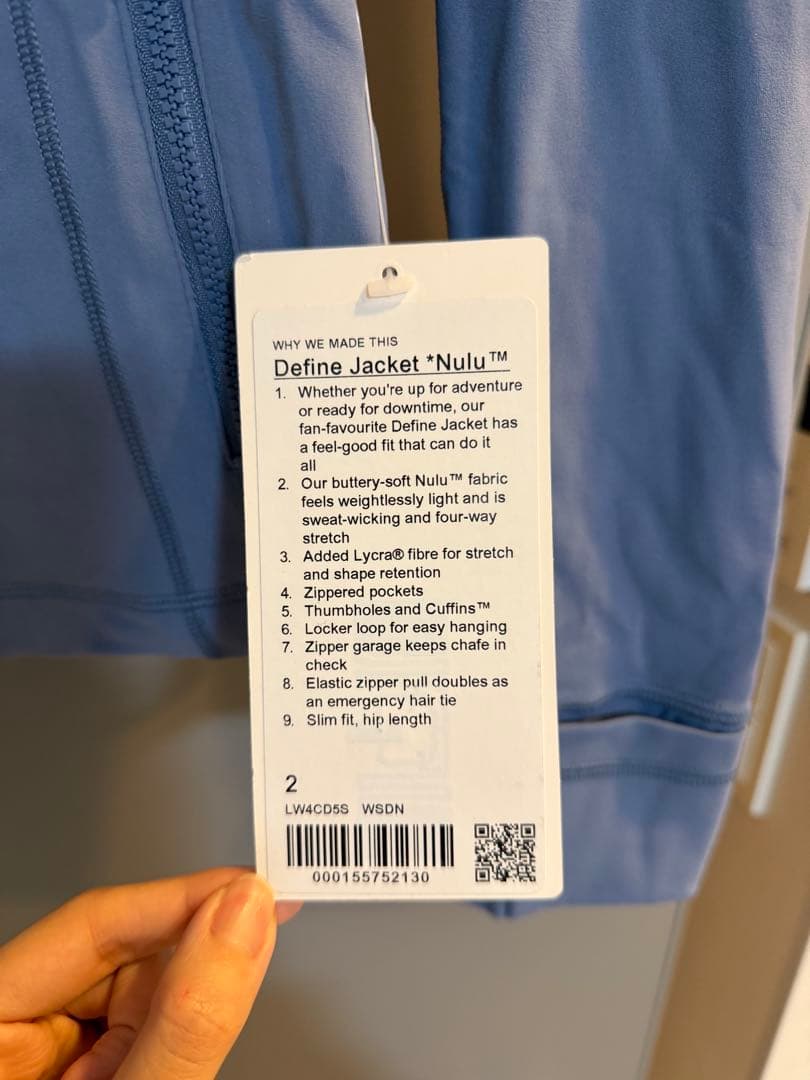 WHY WE MADE THIS
Define Jacket *Nulu™
1. Whether you're up for adventure
or ready for downtime, our
fan-favourite Define Jacket has
a feel-good fit that can do it
all
2. Our buttery-soft Nulu™ fabric
feels weightlessly light and is
sweat-wicking and four-way
stretch
3. Added Lycra® fibre for stretch
and shape retention
4. Zippered pockets
5. Thumbholes and Cuffins™
6. Locker loop for easy hanging
7. Zipper garage keeps chafe in
check
8. Elastic zipper pull doubles as
an emergency hair tie
9. Slim fit, hip length
2
LW4CD5S WSDN
000155752130